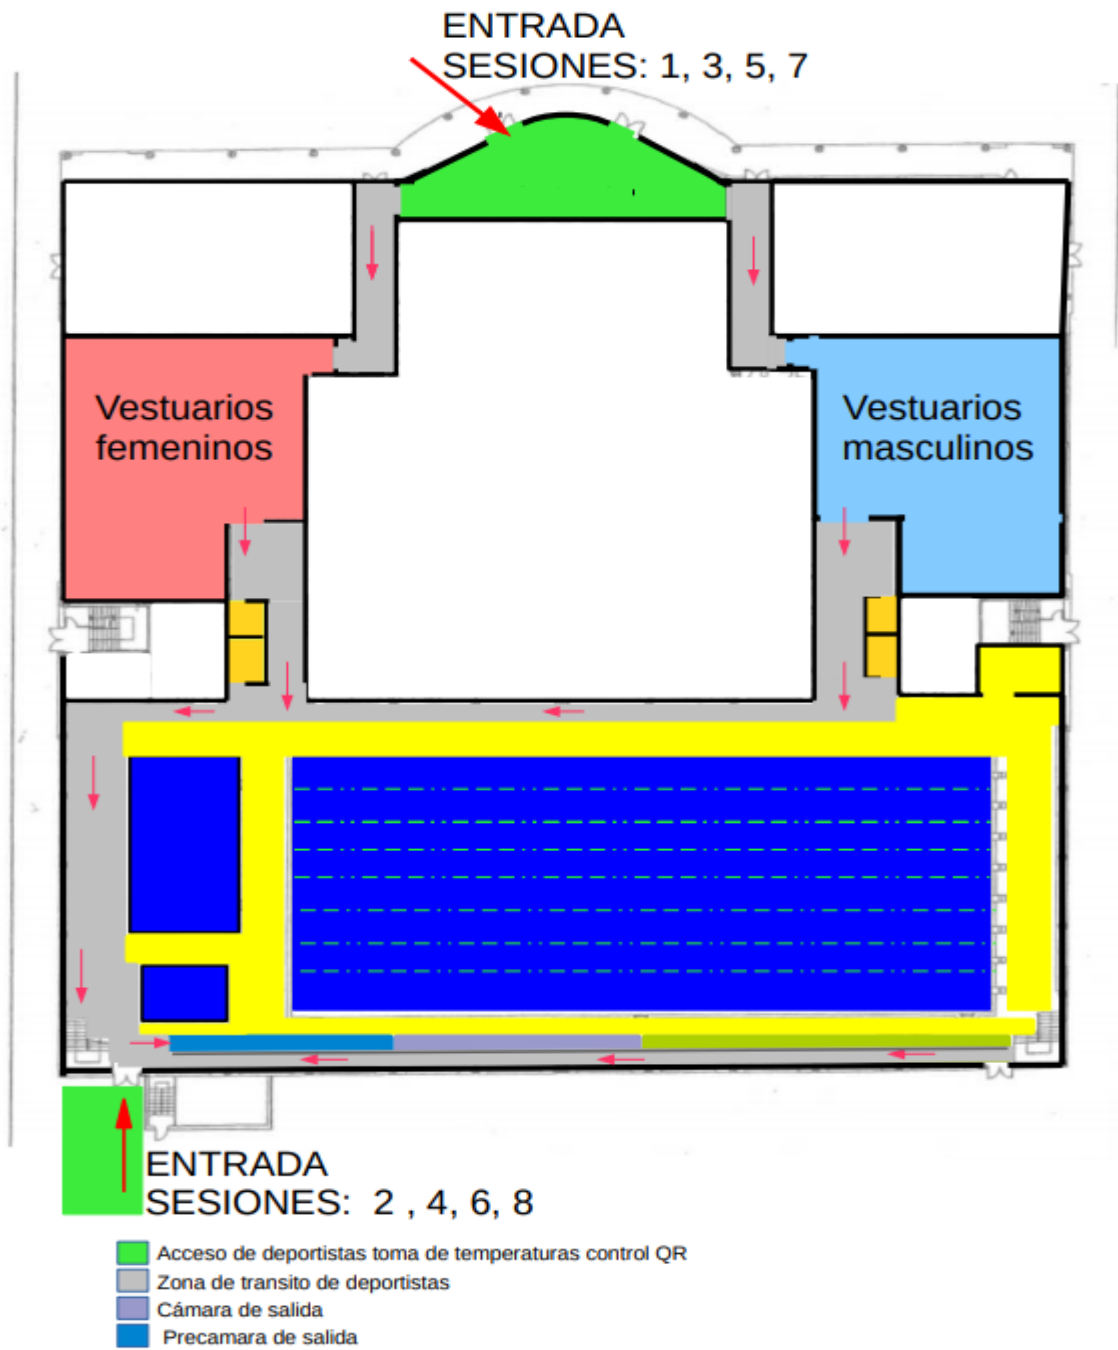 ENTRADA
SESIONES: 1, 3, 5, 7
Vestuarios
femeninos
Vestuarios
masculinos
ENTRADA
SESIONES: 2 , 4, 6, 8
Acceso de deportistas toma de temperaturas control QR
Zona de transito de deportistas
Cámara de salida
Precamara de salida